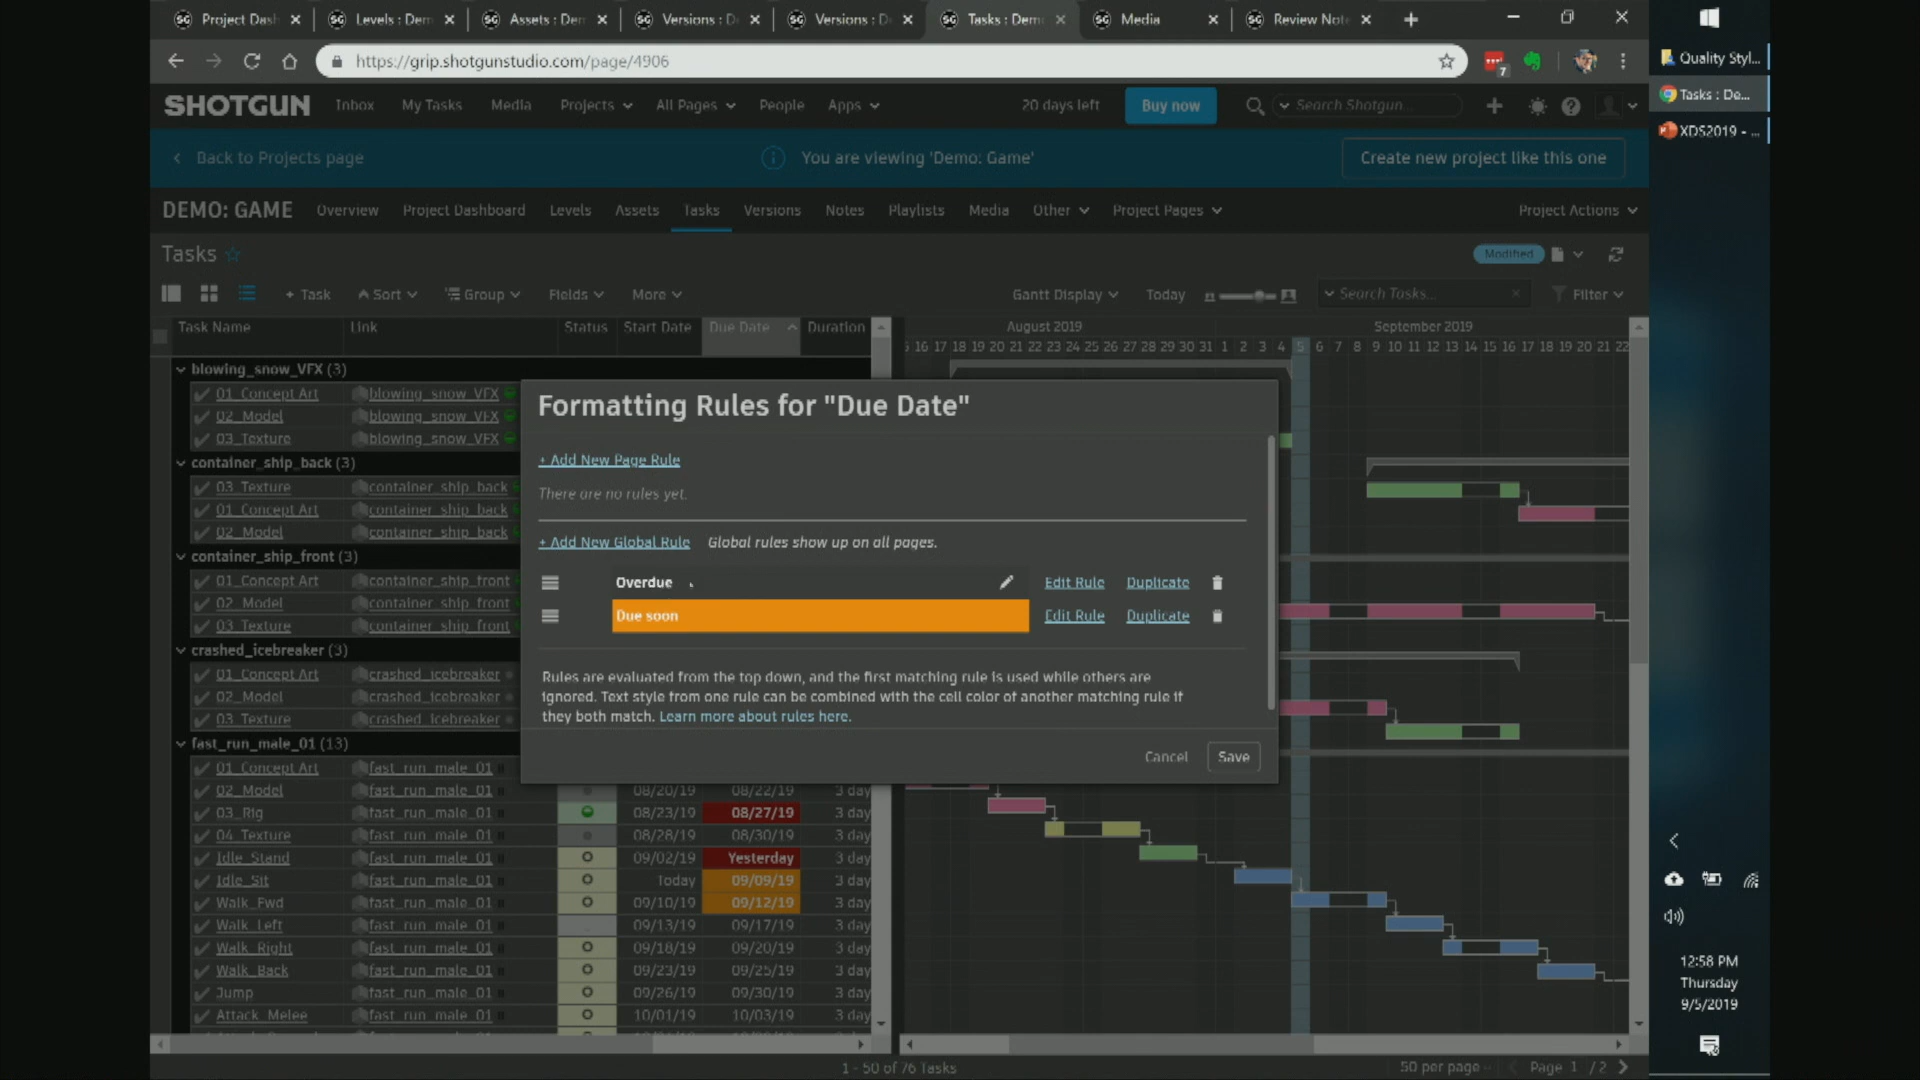 Project Dash
Levels : Dem
Assets : Dem
Versions : D
Versions : D
Tasks : Dem
Media
Review Not
https://grip.shotgunstudio.com/page/4906
7
SHOTGUN
Inbox
My Tasks
Media
Projects
All Pages
People
Apps
20 days left
Buy now
Search Shotgun...
Back to Projects page
You are viewing 'Demo: Game'
Create new project like this one
DEMO: GAME
Overview
Project Dashboard
Levels
Assets
Tasks
Versions
Notes
Playlists
Media
Other
Project Pages
Project Actions
Tasks
Modified
+ Task
Sort
Group
Fields
More
Gantt Display
Today
Search Tasks...
Filter
Task Name
Link
Status
Start Date
Due Date
Duration
August 2019
September 2019
16 17 18 19 20 21 22 23 24 25 26 27 28 29 30 31 1 2 3 4 5 6 7 8 9 10 11 12 13 14 15 16 17 18 19 20 21 22
blowing_snow_VFX (3)
01_Concept Art blowing_snow_VFX
02_Model blowing_snow_VFX
03_Texture blowing_snow_VFX
container_ship_back (3)
03_Texture container_ship_back
01_Concept Art container_ship_back
02_Model container_ship_back
container_ship_front (3)
01_Concept Art container_ship_front
02_Model container_ship_front
03_Texture container_ship_front
crashed_icebreaker (3)
01_Concept Art crashed_icebreaker
02_Model crashed_icebreaker
03_Texture crashed_icebreaker
fast_run_male_01 (13)
01_Concept Art fast_run_male_01
02_Model fast_run_male_01 08/20/19 08/22/19 3 day
03_Rig fast_run_male_01 08/23/19 08/27/19 3 day
04_Texture fast_run_male_01 08/28/19 08/30/19 3 day
Idle_Stand fast_run_male_01 09/02/19 Yesterday 3 day
Idle_Sit fast_run_male_01 Today 09/09/19 3 day
Walk_Fwd fast_run_male_01 09/10/19 09/12/19 3 day
Walk_Left fast_run_male_01 09/13/19 09/17/19 3 day
Walk_Right fast_run_male_01 09/18/19 09/20/19 3 day
Walk_Back fast_run_male_01 09/23/19 09/25/19 3 day
Jump fast_run_male_01 09/26/19 09/30/19 3 day
Attack_Melee fast_run_male_01 10/01/19 10/03/19 3 day
1 - 50 of 76 Tasks
50 per page
Page 1 / 2
Formatting Rules for "Due Date"
+ Add New Page Rule
There are no rules yet.
+ Add New Global Rule
Global rules show up on all pages.
Overdue
Edit Rule
Duplicate
Due soon
Edit Rule
Duplicate
Rules are evaluated from the top down, and the first matching rule is used while others are
ignored. Text style from one rule can be combined with the cell color of another matching rule if
they both match. Learn more about rules here.
Cancel
Save
Quality Styl...
Tasks : De...
XDS2019 - ...
12:58 PM
Thursday
9/5/2019